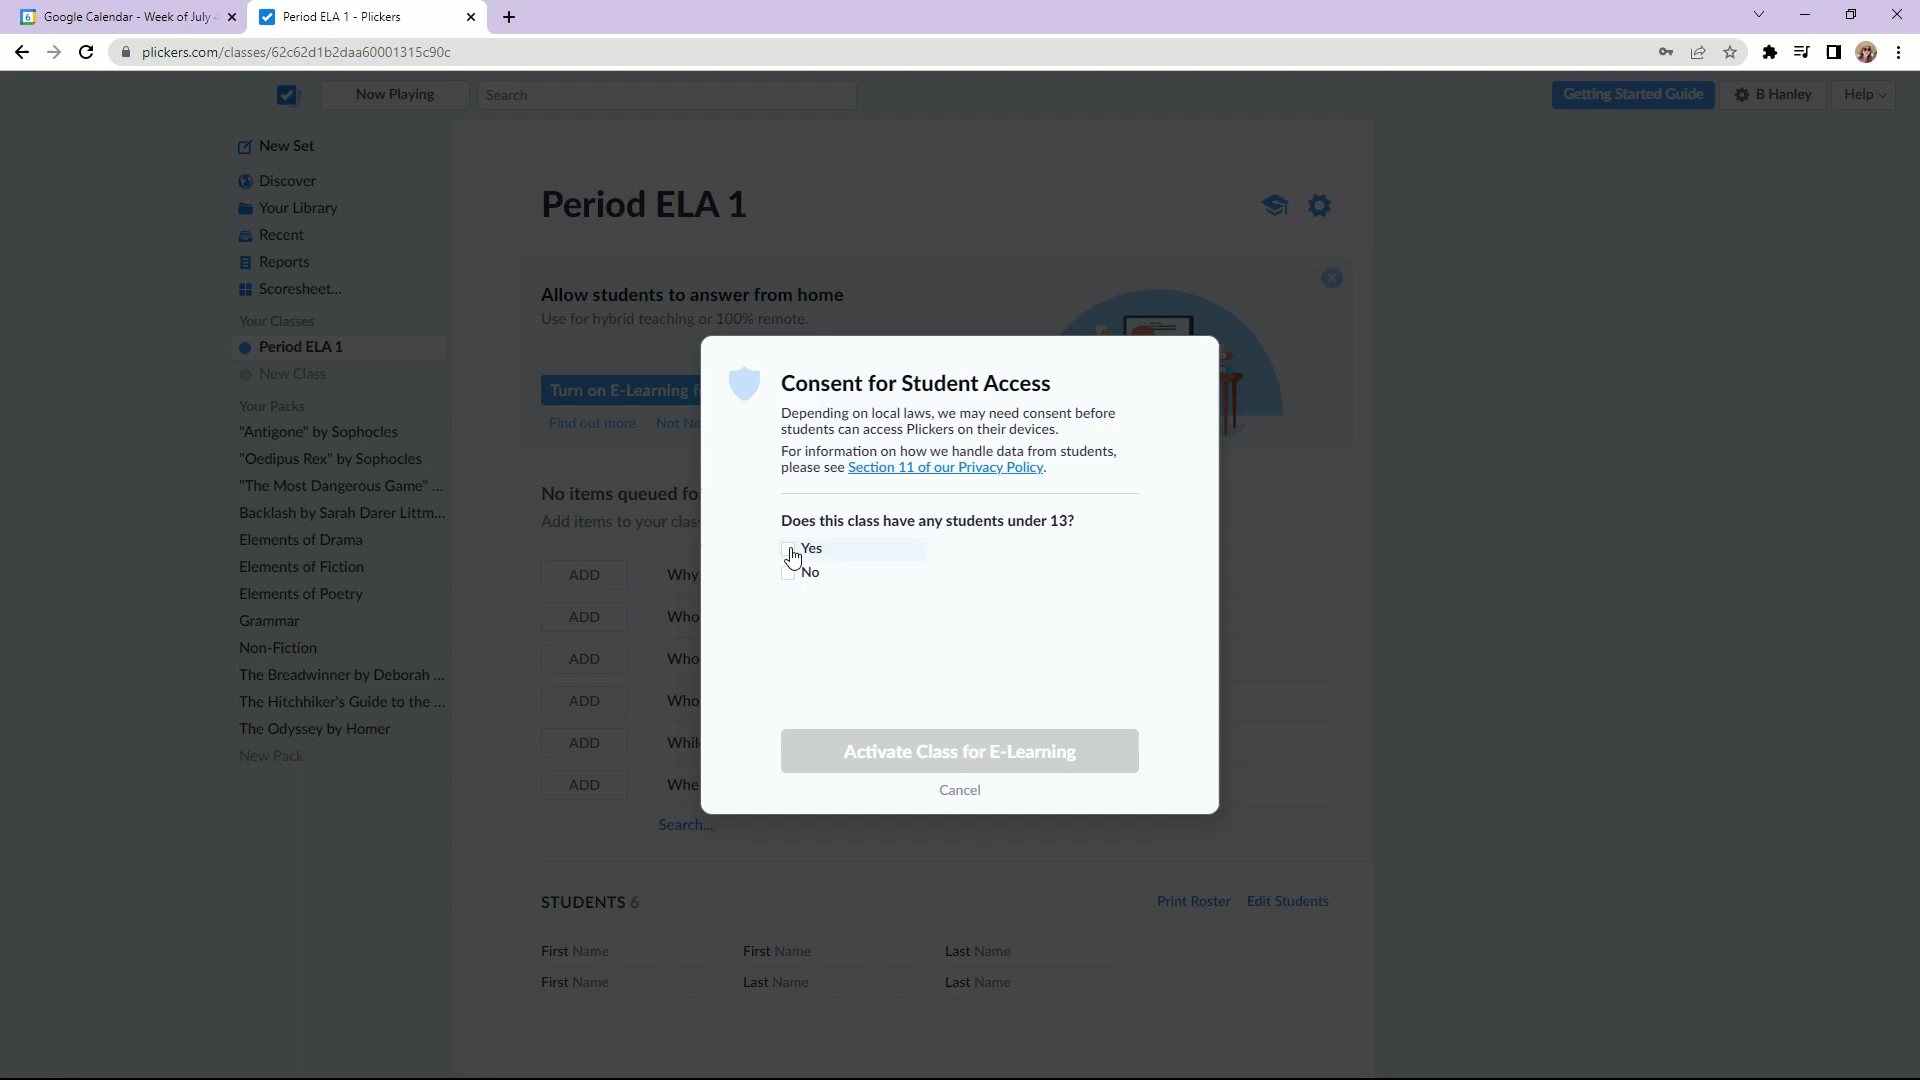 Google Calendar - Week of July 4
Period ELA 1 - Plickers
plickers.com/classes/62c62d1b2daa60001315c90c
Now Playing
Search
Getting Started Guide
B Hanley
Help
New Set
Discover
Your Library
Recent
Reports
Scoresheet...
Your Classes
Period ELA 1
New Class
Your Packs
"Antigone" by Sophocles
"Oedipus Rex" by Sophocles
"The Most Dangerous Game" ...
Backlash by Sarah Darer Littm...
Elements of Drama
Elements of Fiction
Elements of Poetry
Grammar
Non-Fiction
The Breadwinner by Deborah ...
The Hitchhiker's Guide to the ...
The Odyssey by Homer
New Pack
Period ELA 1
Allow students to answer from home
Use for hybrid teaching or 100% remote.
Turn on E-Learning f
Find out more Not No
No items queued fo
Add items to your clas
ADD Why
ADD Who
ADD Who
ADD Who
ADD Whil
ADD Whe
Search...
Consent for Student Access
Depending on local laws, we may need consent before
students can access Plickers on their devices.
For information on how we handle data from students,
please see Section 11 of our Privacy Policy.
Does this class have any students under 13?
Yes
No
Activate Class for E-Learning
Cancel
STUDENTS 6
Print Roster Edit Students
First Name First Name Last Name
First Name Last Name Last Name